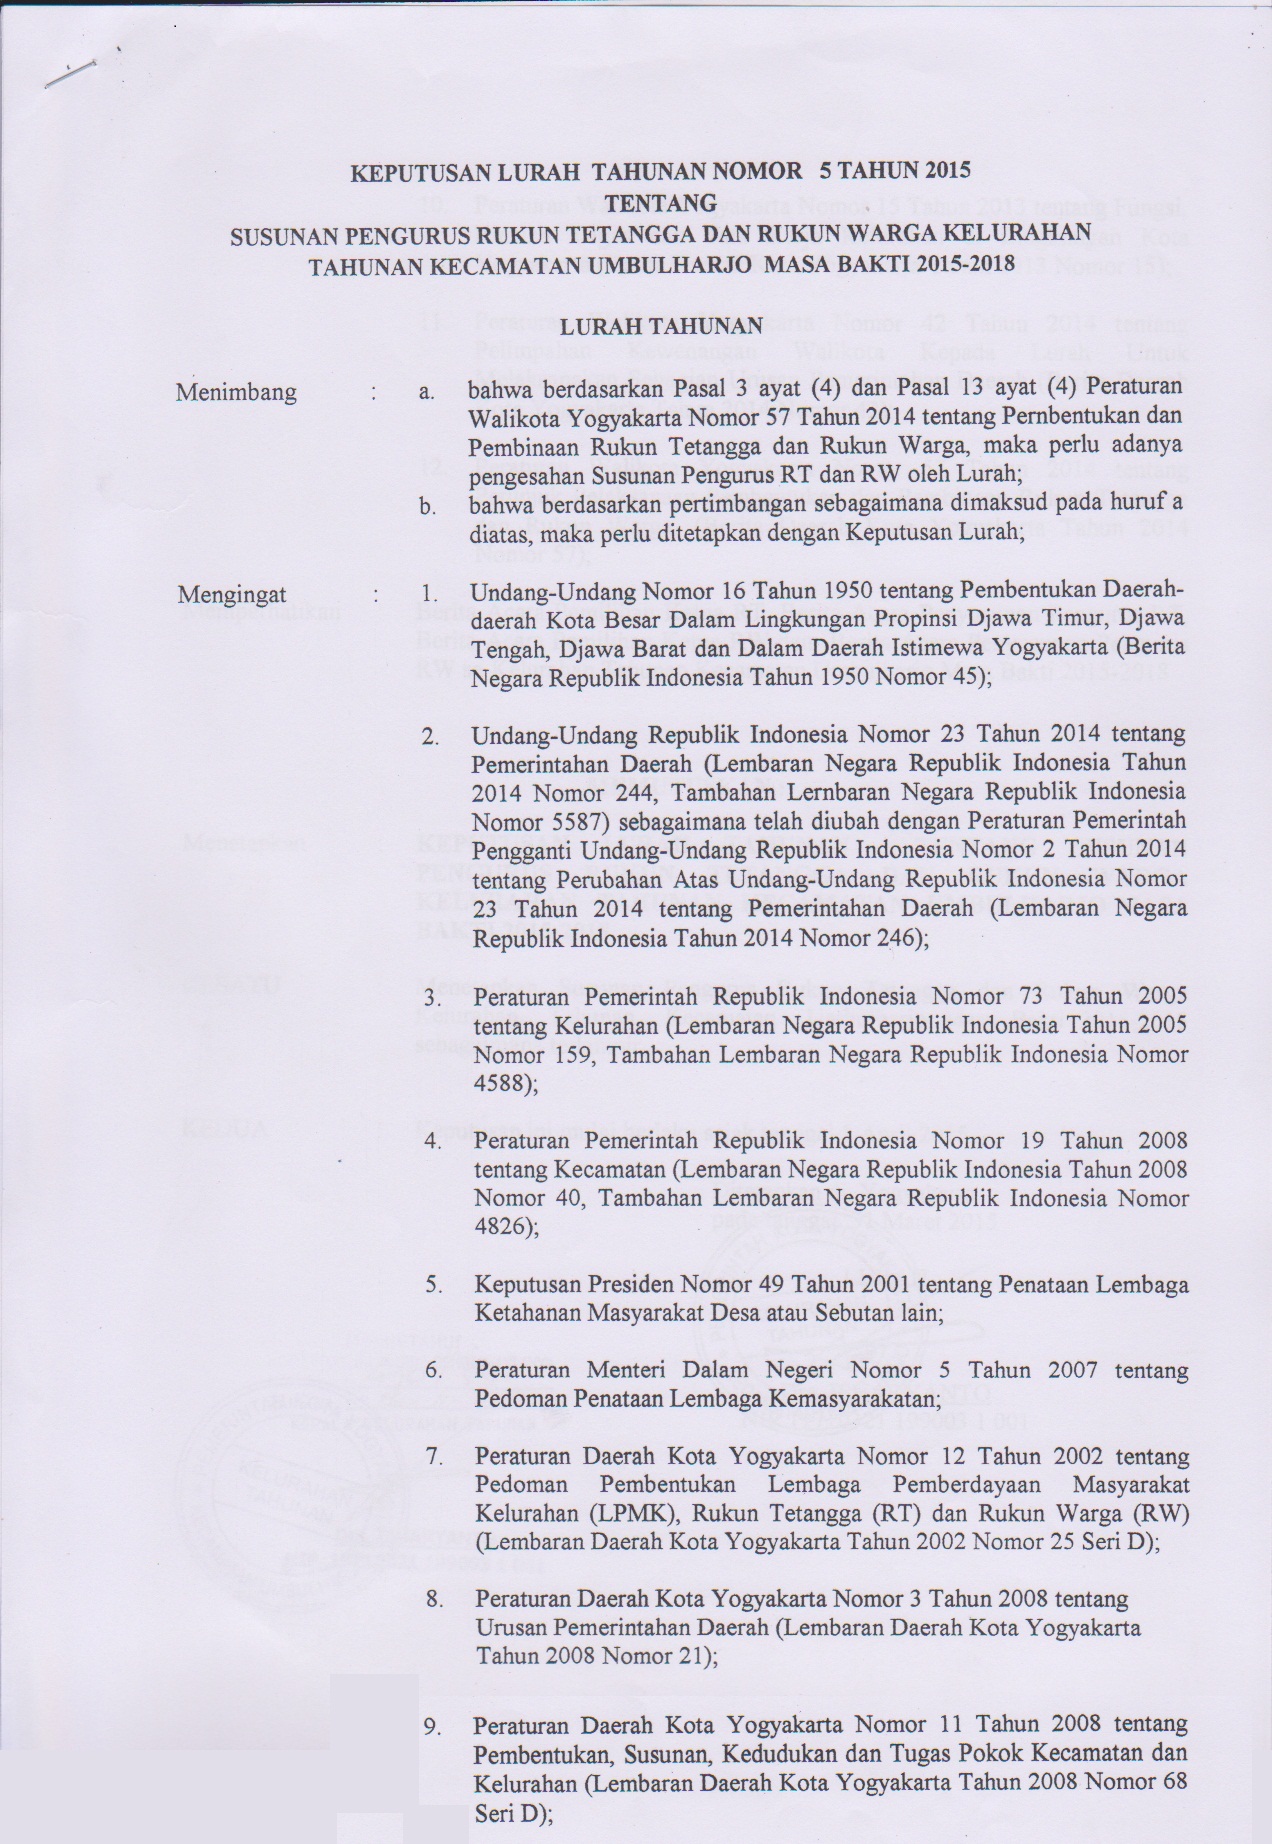 KEPUTUSAN LURAH TAHUNAN NOMOR 5 TAHUN 2015
TENTANG
SUSUNAN PENGURUS RUKUN TETANGGA DAN RUKUN WARGA KELURAHAN
TAHUNAN KECAMATAN UMBULHARJO MASA BAKTI 2015-2018
LURAH TAHUNAN
Menimbang : a. bahwa berdasarkan Pasal 3 ayat (4) dan Pasal 13 ayat (4) Peraturan
Walikota Yogyakarta Nomor 57 Tahun 2014 tentang Pernbentukan dan
Pembinaan Rukun Tetangga dan Rukun Warga, maka perlu adanya
pengesahan Susunan Pengurus RT dan RW oleh Lurah;
b. bahwa berdasarkan pertimbangan sebagaimana dimaksud pada huruf a
diatas, maka perlu ditetapkan dengan Keputusan Lurah;
Mengingat : 1. Undang-Undang Nomor 16 Tahun 1950 tentang Pembentukan Daerah-
daerah Kota Besar Dalam Lingkungan Propinsi Djawa Timur, Djawa
Tengah, Djawa Barat dan Dalam Daerah Istimewa Yogyakarta (Berita
Negara Republik Indonesia Tahun 1950 Nomor 45);
2. Undang-Undang Republik Indonesia Nomor 23 Tahun 2014 tentang
Pemerintahan Daerah (Lembaran Negara Republik Indonesia Tahun
2014 Nomor 244, Tambahan Lernbaran Negara Republik Indonesia
Nomor 5587) sebagaimana telah diubah dengan Peraturan Pemerintah
Pengganti Undang-Undang Republik Indonesia Nomor 2 Tahun 2014
tentang Perubahan Atas Undang-Undang Republik Indonesia Nomor
23 Tahun 2014 tentang Pemerintahan Daerah (Lembaran Negara
Republik Indonesia Tahun 2014 Nomor 246);
3. Peraturan Pemerintah Republik Indonesia Nomor 73 Tahun 2005
tentang Kelurahan (Lembaran Negara Republik Indonesia Tahun 2005
Nomor 159, Tambahan Lembaran Negara Republik Indonesia Nomor
4588);
4. Peraturan Pemerintah Republik Indonesia Nomor 19 Tahun 2008
tentang Kecamatan (Lembaran Negara Republik Indonesia Tahun 2008
Nomor 40, Tambahan Lembaran Negara Republik Indonesia Nomor
4826);
5. Keputusan Presiden Nomor 49 Tahun 2001 tentang Penataan Lembaga
Ketahanan Masyarakat Desa atau Sebutan lain;
6. Peraturan Menteri Dalam Negeri Nomor 5 Tahun 2007 tentang
Pedoman Penataan Lembaga Kemasyarakatan;
7. Peraturan Daerah Kota Yogyakarta Nomor 12 Tahun 2002 tentang
Pedoman Pembentukan Lembaga Pemberdayaan Masyarakat
Kelurahan (LPMK), Rukun Tetangga (RT) dan Rukun Warga (RW)
(Lembaran Daerah Kota Yogyakarta Tahun 2002 Nomor 25 Seri D);
8. Peraturan Daerah Kota Yogyakarta Nomor 3 Tahun 2008 tentang
Urusan Pemerintahan Daerah (Lembaran Daerah Kota Yogyakarta
Tahun 2008 Nomor 21);
9. Peraturan Daerah Kota Yogyakarta Nomor 11 Tahun 2008 tentang
Pembentukan, Susunan, Kedudukan dan Tugas Pokok Kecamatan dan
Kelurahan (Lembaran Daerah Kota Yogyakarta Tahun 2008 Nomor 68
Seri D);